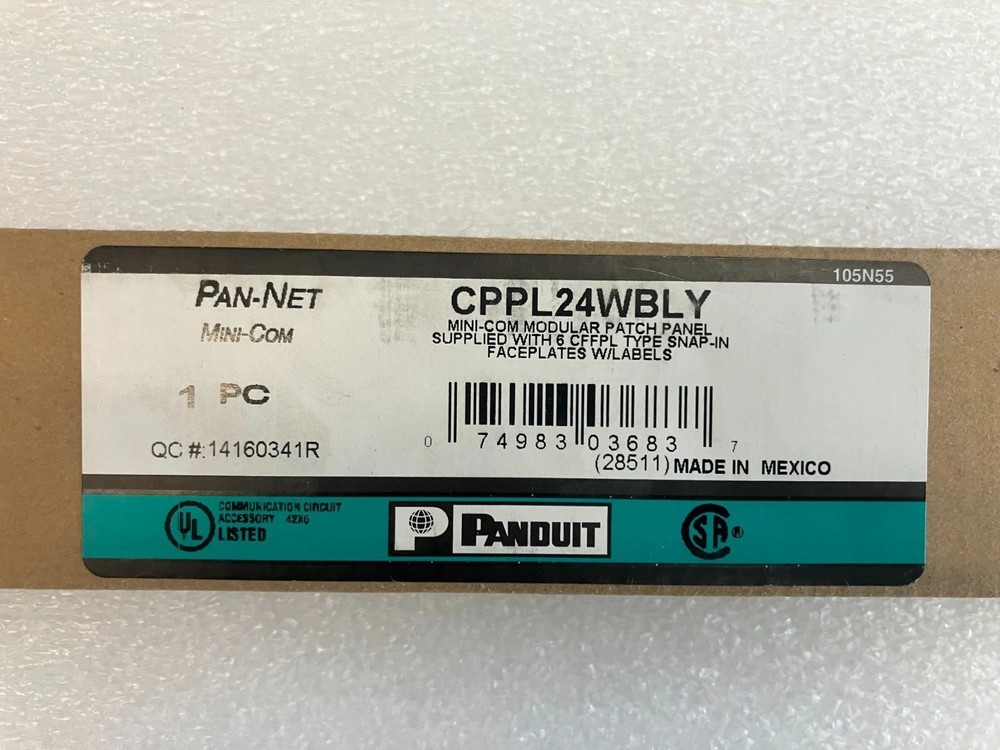 105N55
PAN-NET
MINI-COM
CPPL24WBLY
MINI-COM MODULAR PATCH PANEL
SUPPLIED WITH 6 CFFPL TYPE SNAP-IN
FACEPLATES W/LABELS
1 PC
QC #:14160341R
0 74983 03683 7
(28511) MADE IN MEXICO
UL
COMMUNICATION CIRCUIT
ACCESSORY 42X6
LISTED
P PANDUIT
SA ®